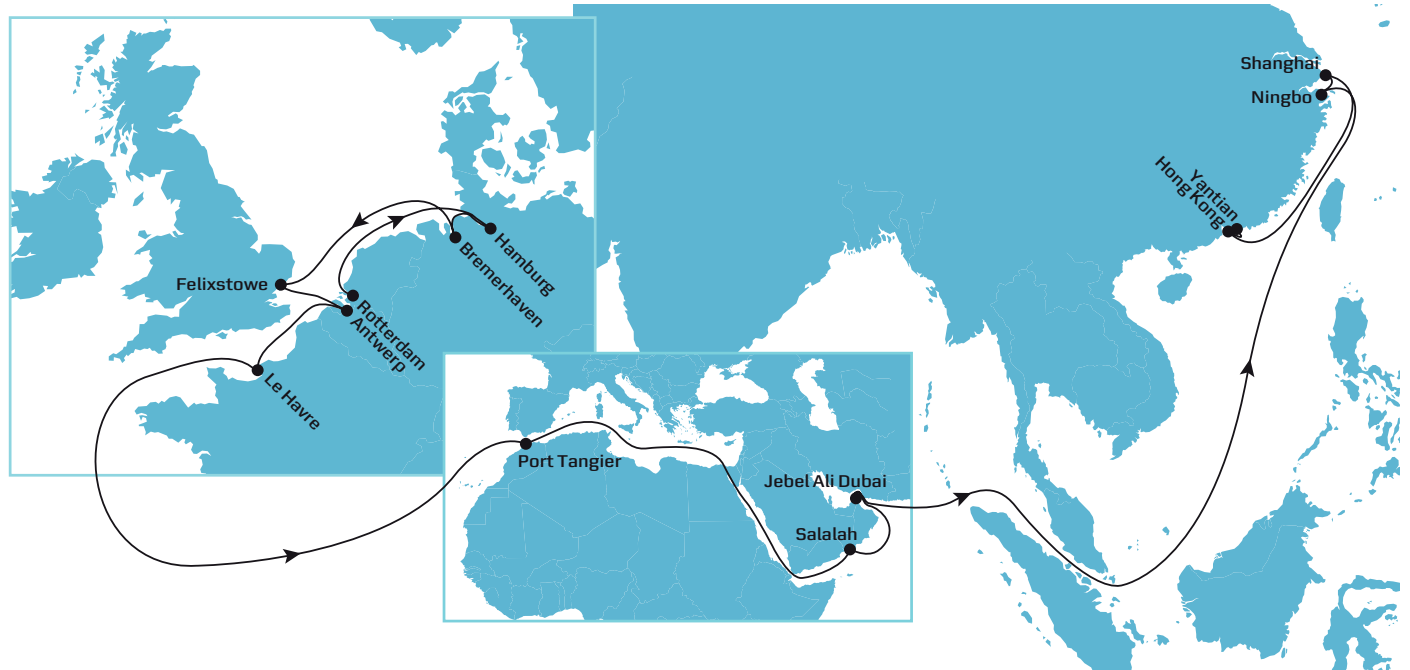 Shanghai
Ningbo
Yantian
Hong Kong
Hamburg
Bremerhaven
Felixstowe
Rotterdam
Antwerp
Le Havre
Port Tangier
Jebel Ali Dubai
Salalah